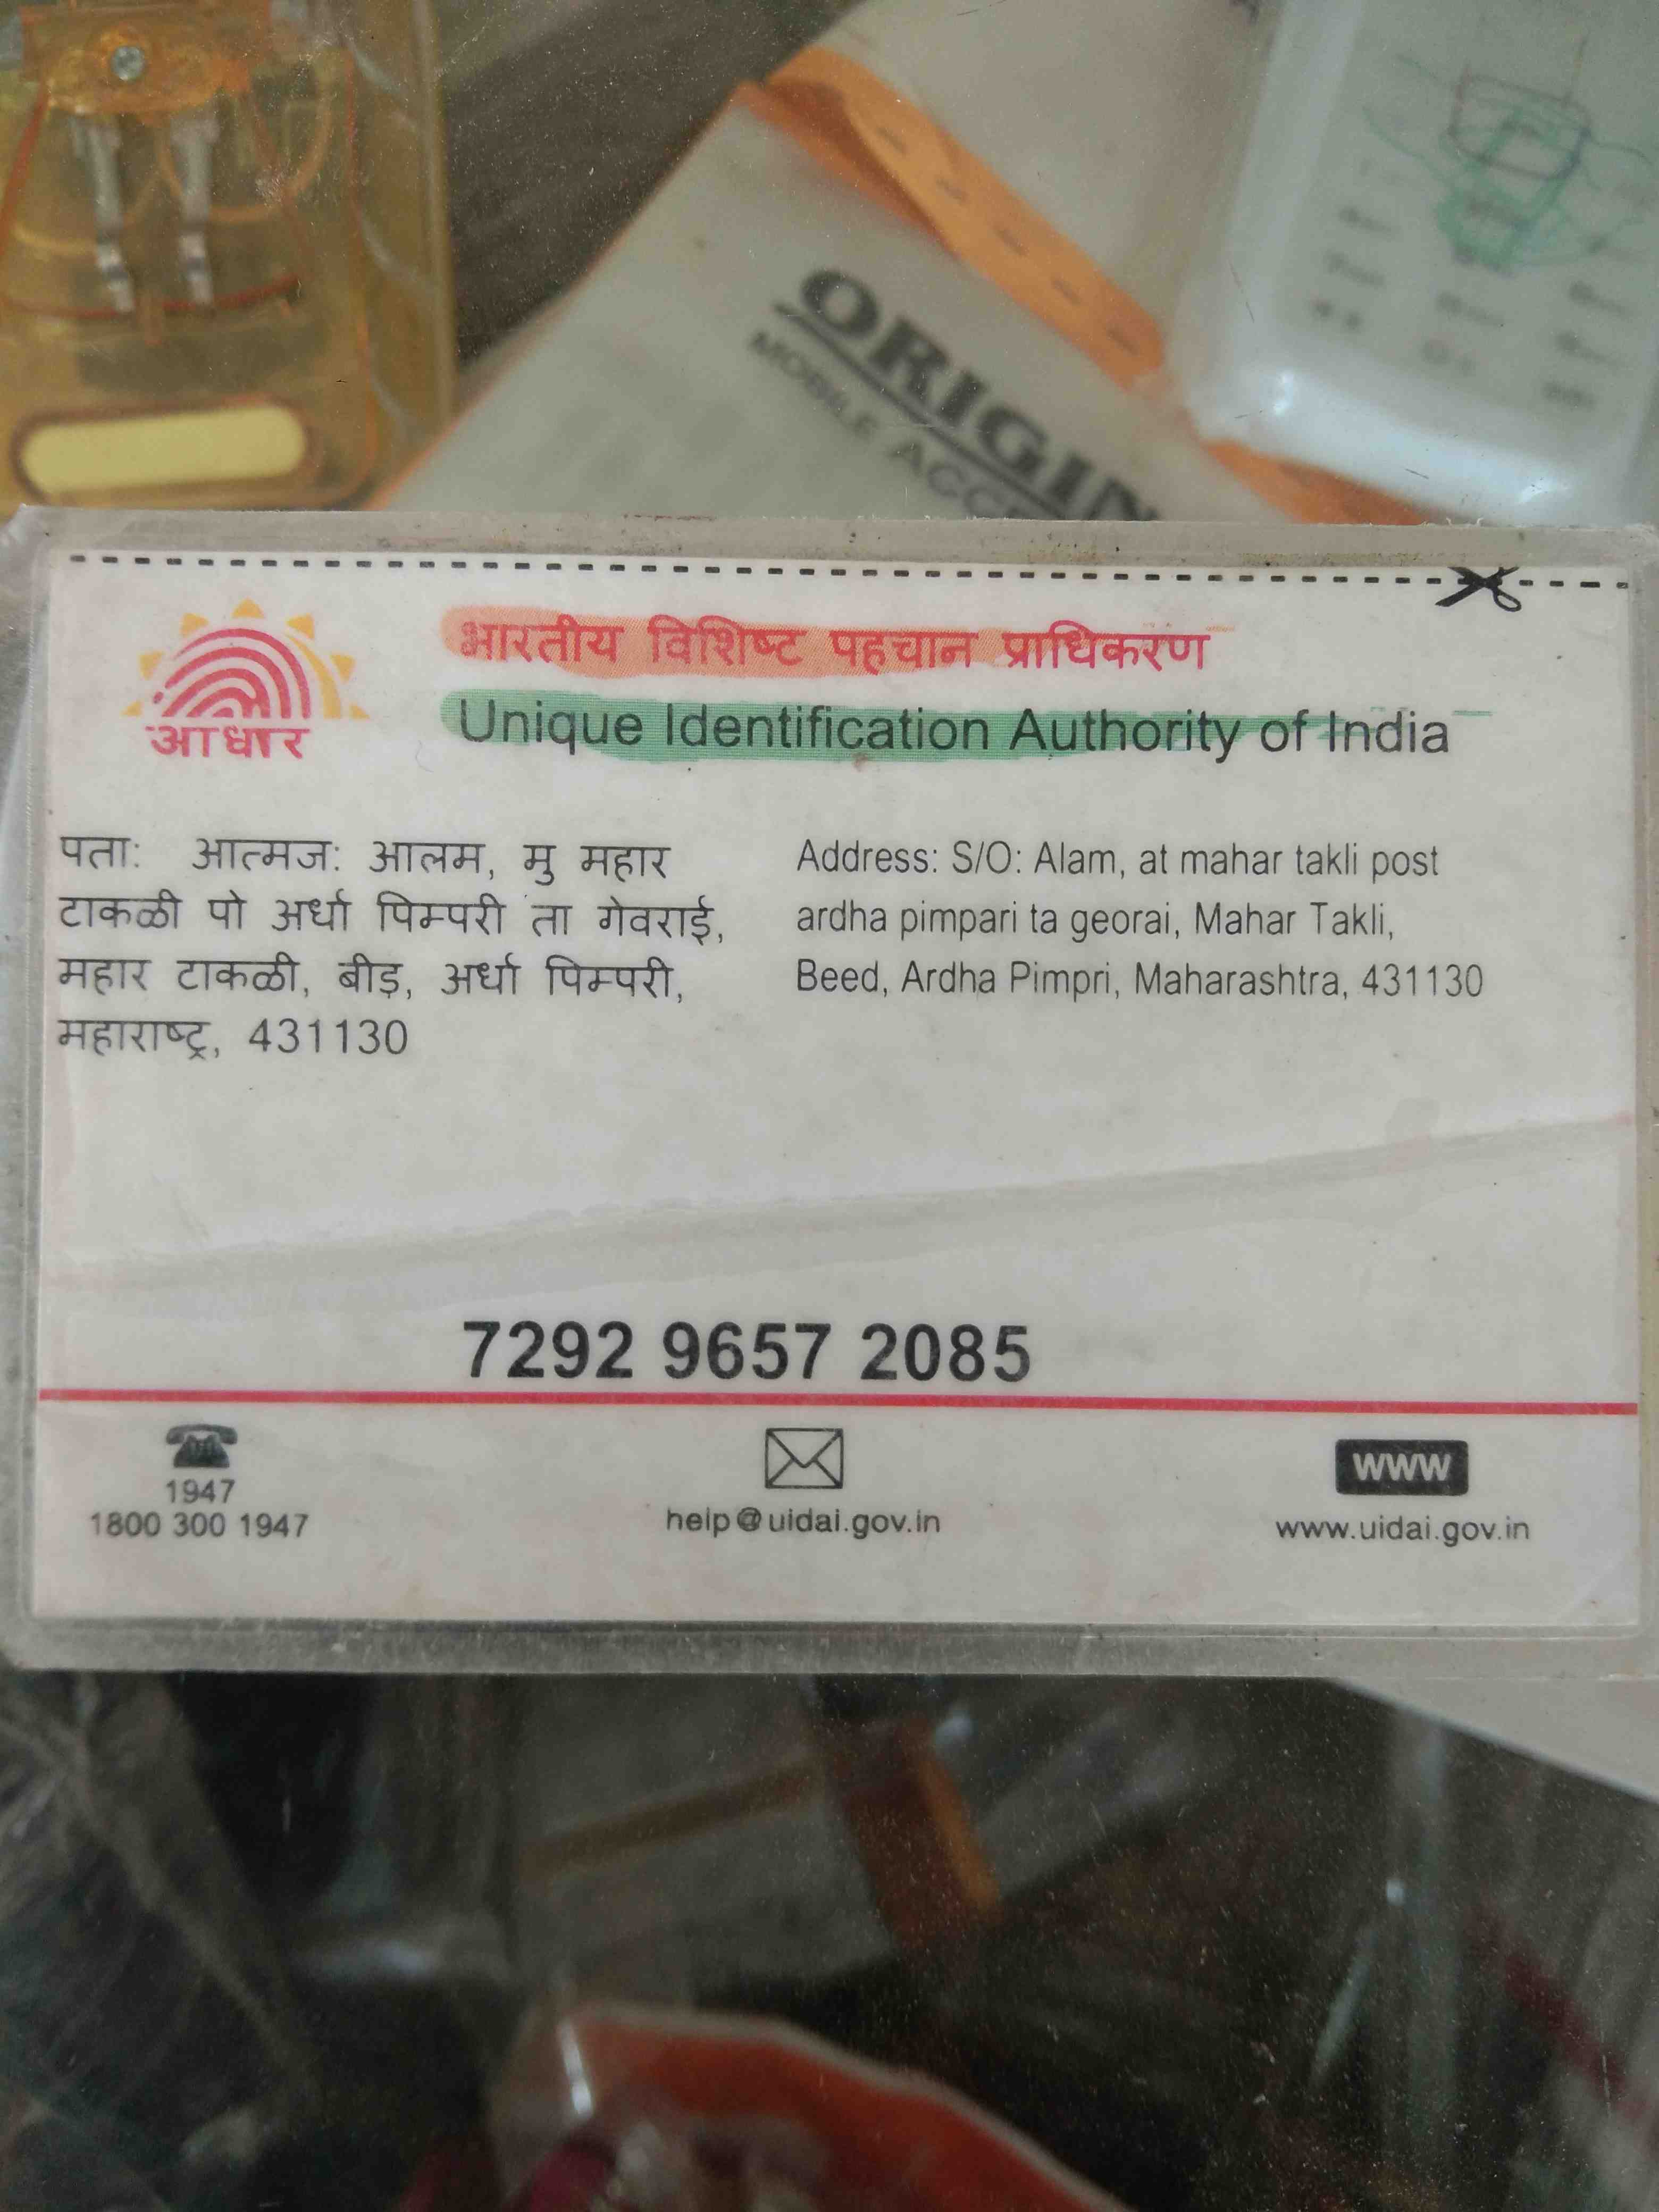 ORIGIN
MOBILE
आधार
भारतीय विशिष्ट पहचान प्राधिकरण
Unique Identification Authority of India
पता: आत्मज: आलम, मु महार
टाकळी पो अर्धा पिम्परी ता गेवराई,
महार टाकळी, बीड़, अर्धा पिम्परी,
महाराष्ट्र, 431130
Address: S/O: Alam, at mahar takli post
ardha pimpari ta georai, Mahar Takli,
Beed, Ardha Pimpri, Maharashtra, 431130
7292 9657 2085
1947
1800 300 1947
help@uidai.gov.in
www
www.uidai.gov.in